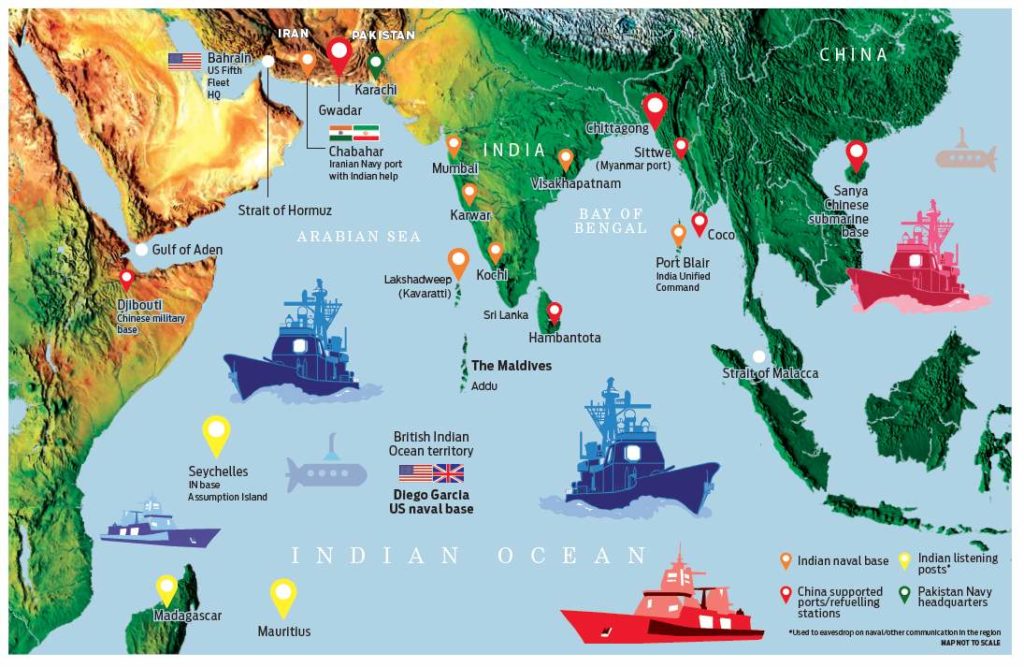 IRAN
PAKISTAN
CHINA
Bahrain
US Fifth
Fleet
HQ
Karachi
Gwadar
Chabahar
Iranian Navy port
with Indian help
Strait of Hormuz
INDIA
Mumbai
Visakhapatnam
Karwar
Kochi
Chittagong
Sittwe
(Myanmar port)
Sanya
Chinese
submarine
base
BAY OF
BENGAL
ARABIAN SEA
Coco
Port Blair
India Unified
Command
Gulf of Aden
Djibouti
Chinese military
base
Lakshadweep
(Kavaratti)
Sri Lanka
Hambantota
The Maldives
Addu
Strait of Malacca
Seychelles
IN base
Assumption Island
British Indian
Ocean territory
Diego Garcia
US naval base
INDIAN OCEAN
Madagascar
Mauritius
Indian naval base
Indian listening
posts*
China supported
ports/refuelling
stations
Pakistan Navy
headquarters
*Used to eavesdrop on naval/other communication in the region
MAP NOT TO SCALE